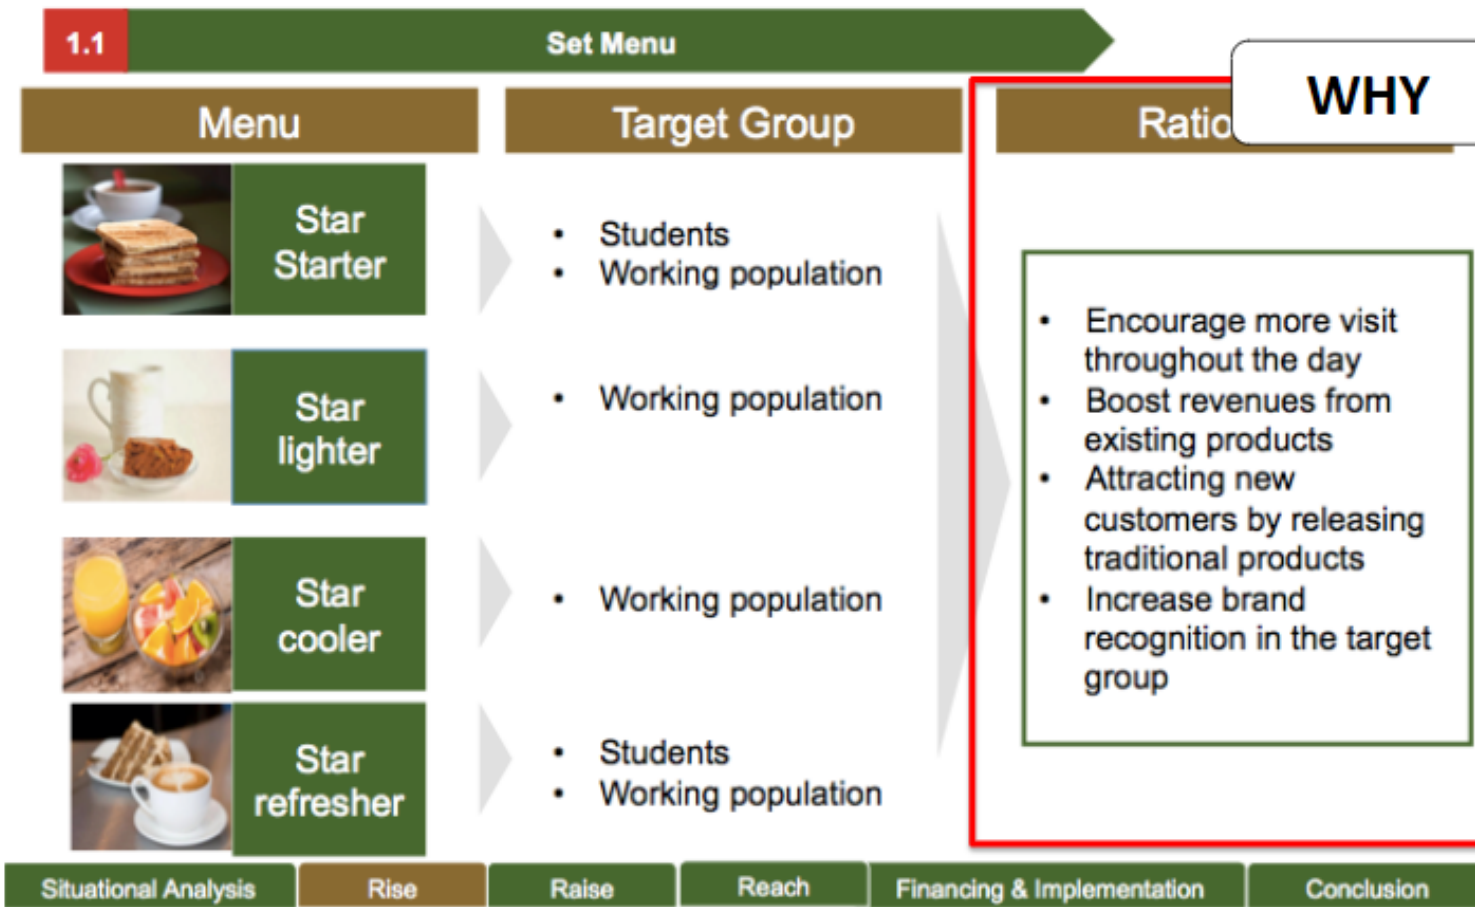 1.1
Set Menu
WHY
Menu
Target Group
Ratio
Star
Starter
• Students
• Working population
Star
lighter
• Working population
Star
cooler
• Working population
Star
refresher
• Students
• Working population
• Encourage more visit
throughout the day
• Boost revenues from
existing products
• Attracting new
customers by releasing
traditional products
• Increase brand
recognition in the target
group
Situational Analysis
Rise
Raise
Reach
Financing & Implementation
Conclusion